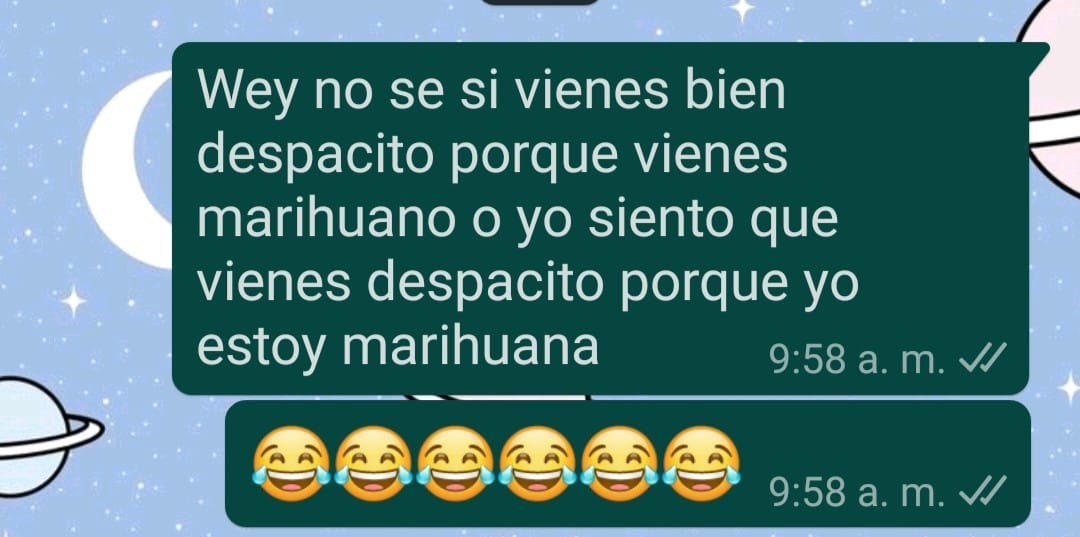 Wey no se si vienes bien
despacito porque vienes
marihuano o yo siento que
vienes despacito porque yo
estoy marihuana
9:58 a. m.
😂😂😂😂😂😂
9:58 a. m.